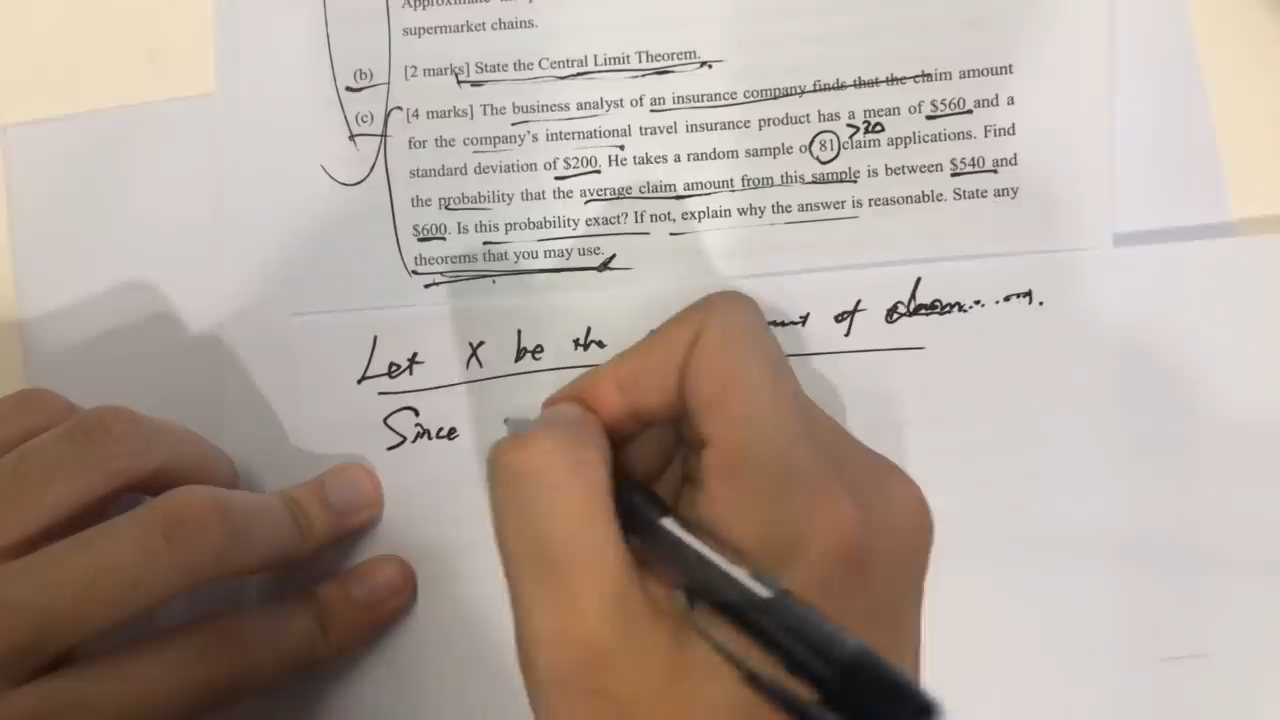 supermarket chains.
(b) [2 marks] State the Central Limit Theorem.
(c) [4 marks] The business analyst of an insurance company finds that the claim amount
for the company's international travel insurance product has a mean of $560 and a
>30
standard deviation of $200. He takes a random sample of 81 claim applications. Find
the probability that the average claim amount from this sample is between $540 and
$600. Is this probability exact? If not, explain why the answer is reasonable. State any
theorems that you may use.
Let X be the of
Since